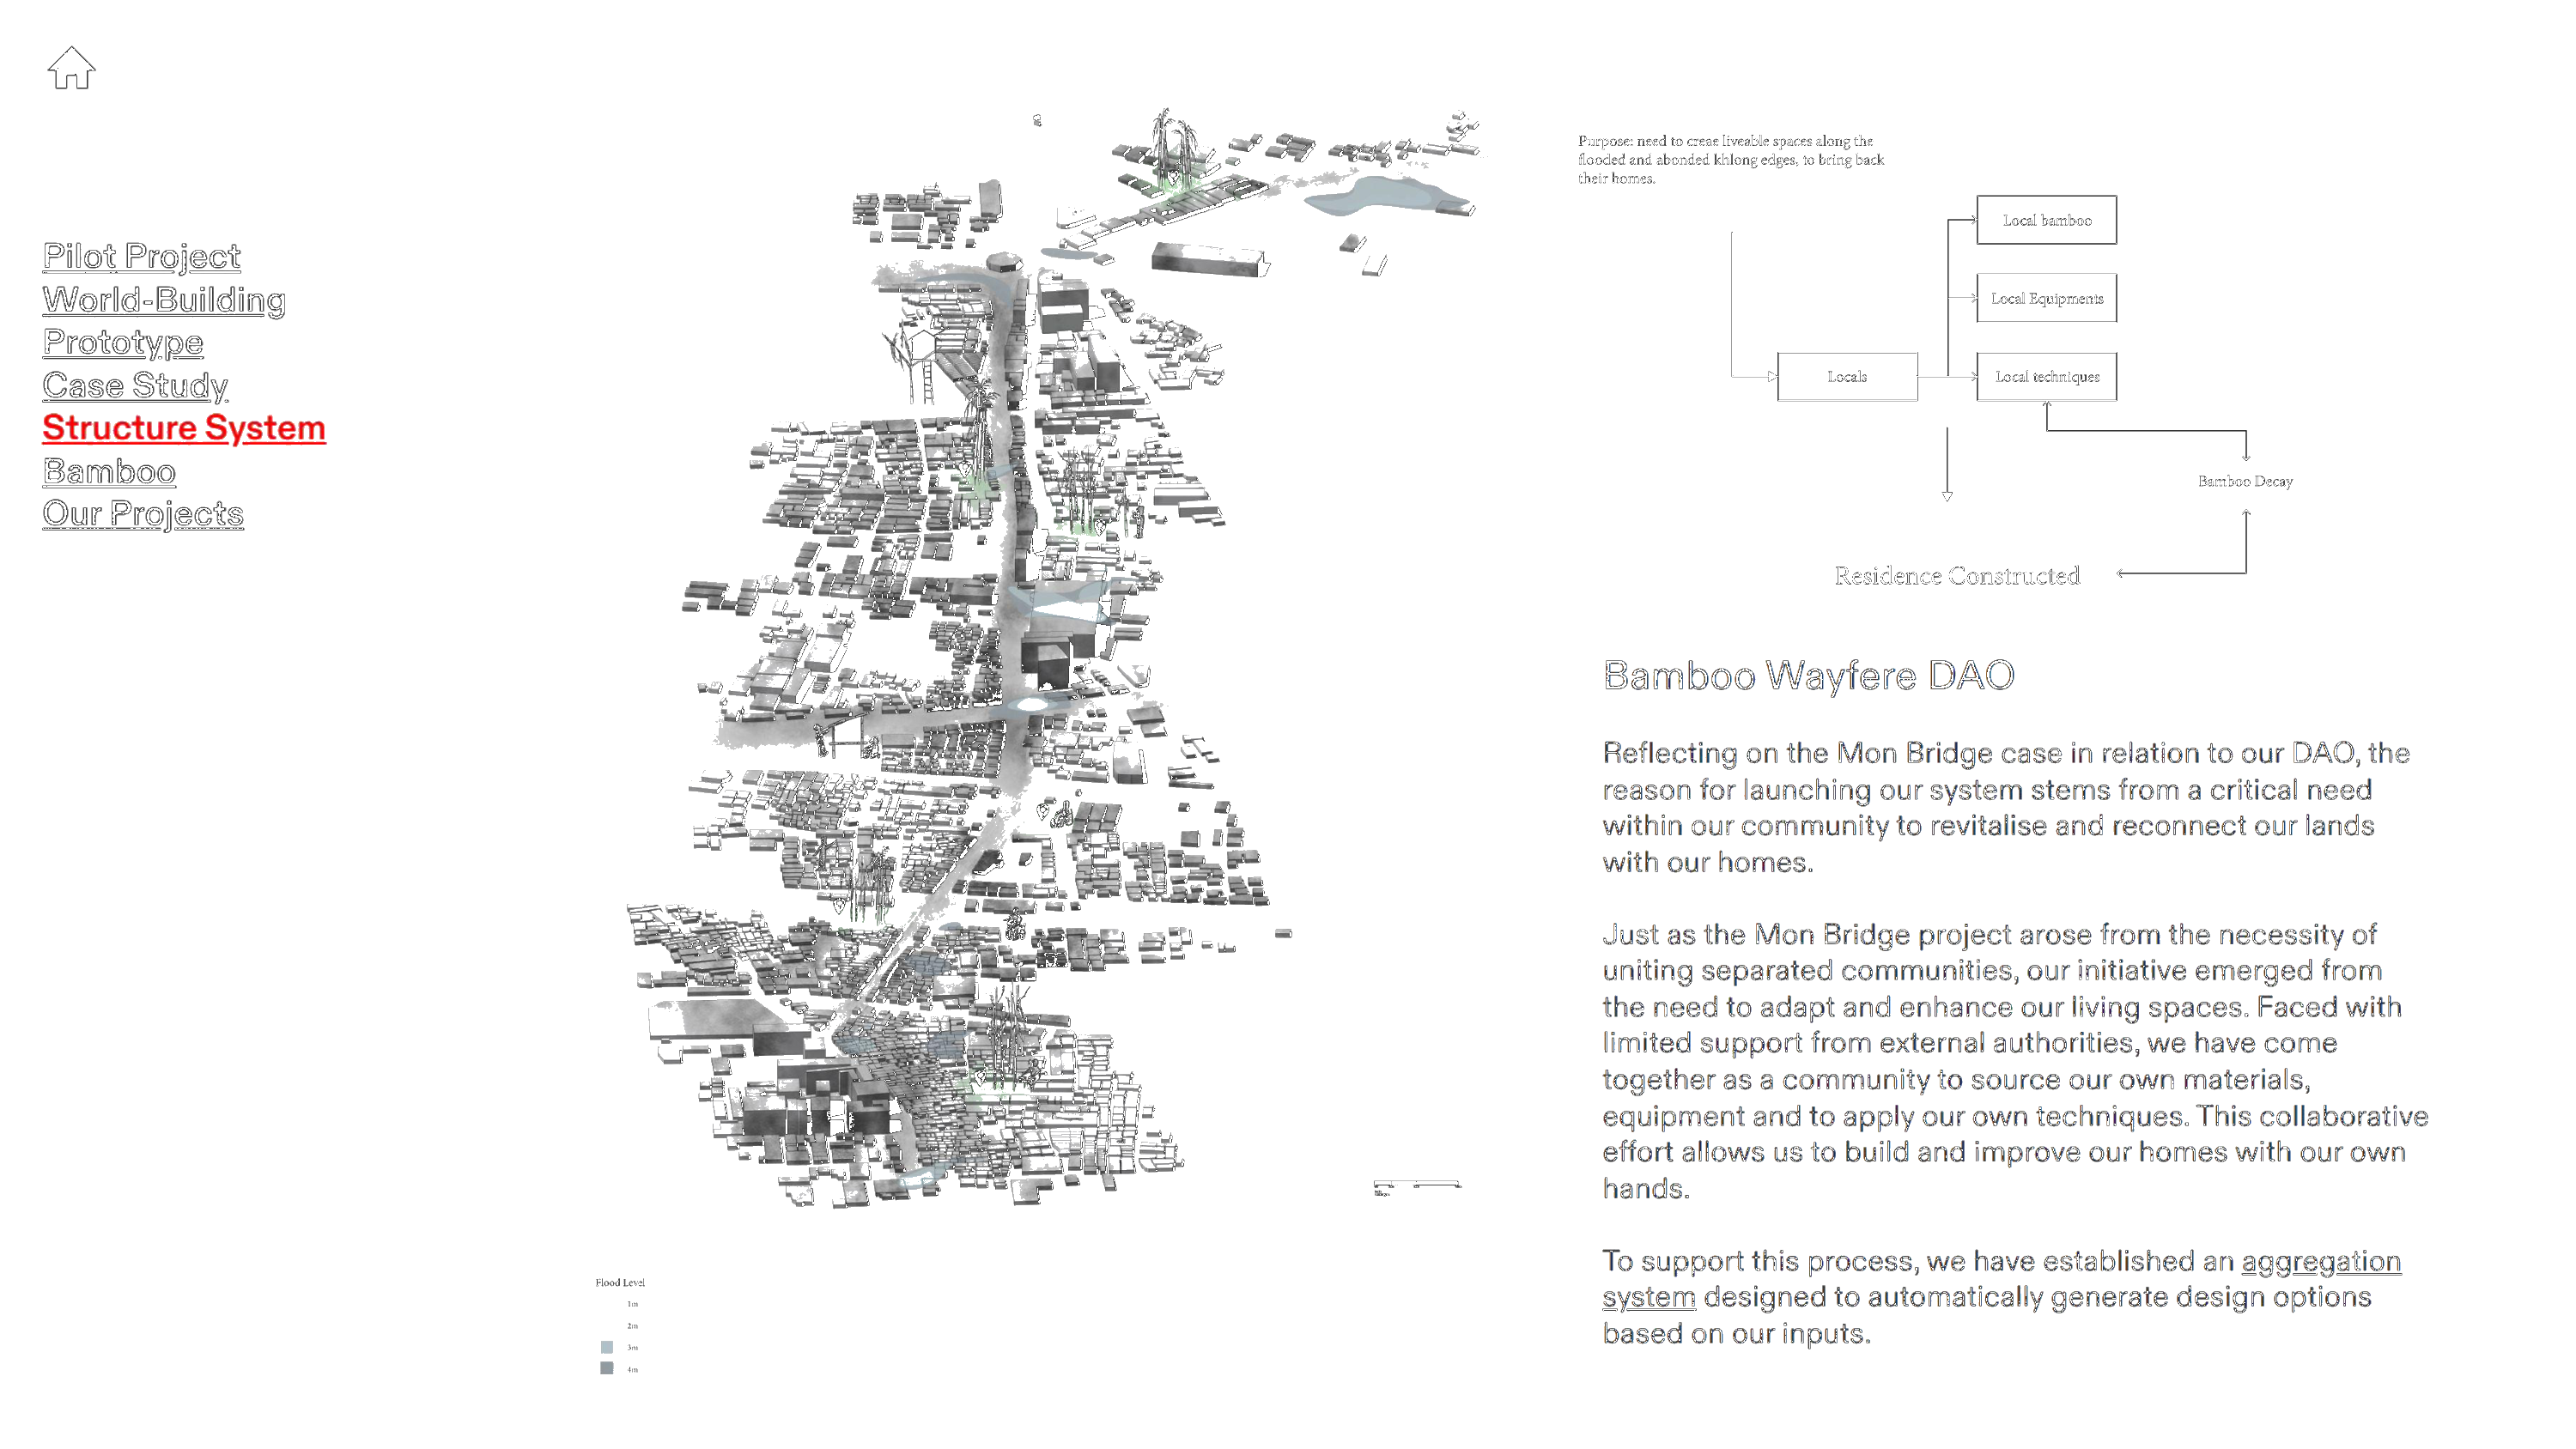 Pilot Project
World-Building
Prototype
Case Study
Structure System
Bamboo
Our Projects
Purpose: need to creae liveable spaces along the
flooded and abonded khlong edges, to bring back
their homes.
Local bamboo
Local Equipments
Locals
Local techniques
Bamboo Decay
Residence Constructed
Bamboo Wayfere DAO
Reflecting on the Mon Bridge case in relation to our DAO, the
reason for launching our system stems from a critical need
within our community to revitalise and reconnect our lands
with our homes.
Just as the Mon Bridge project arose from the necessity of
uniting separated communities, our initiative emerged from
the need to adapt and enhance our living spaces. Faced with
limited support from external authorities, we have come
together as a community to source our own materials,
equipment and to apply our own techniques. This collaborative
effort allows us to build and improve our homes with our own
hands.
To support this process, we have established an aggregation
system designed to automatically generate design options
based on our inputs.
Flood Level
1m
2m
3m
4m